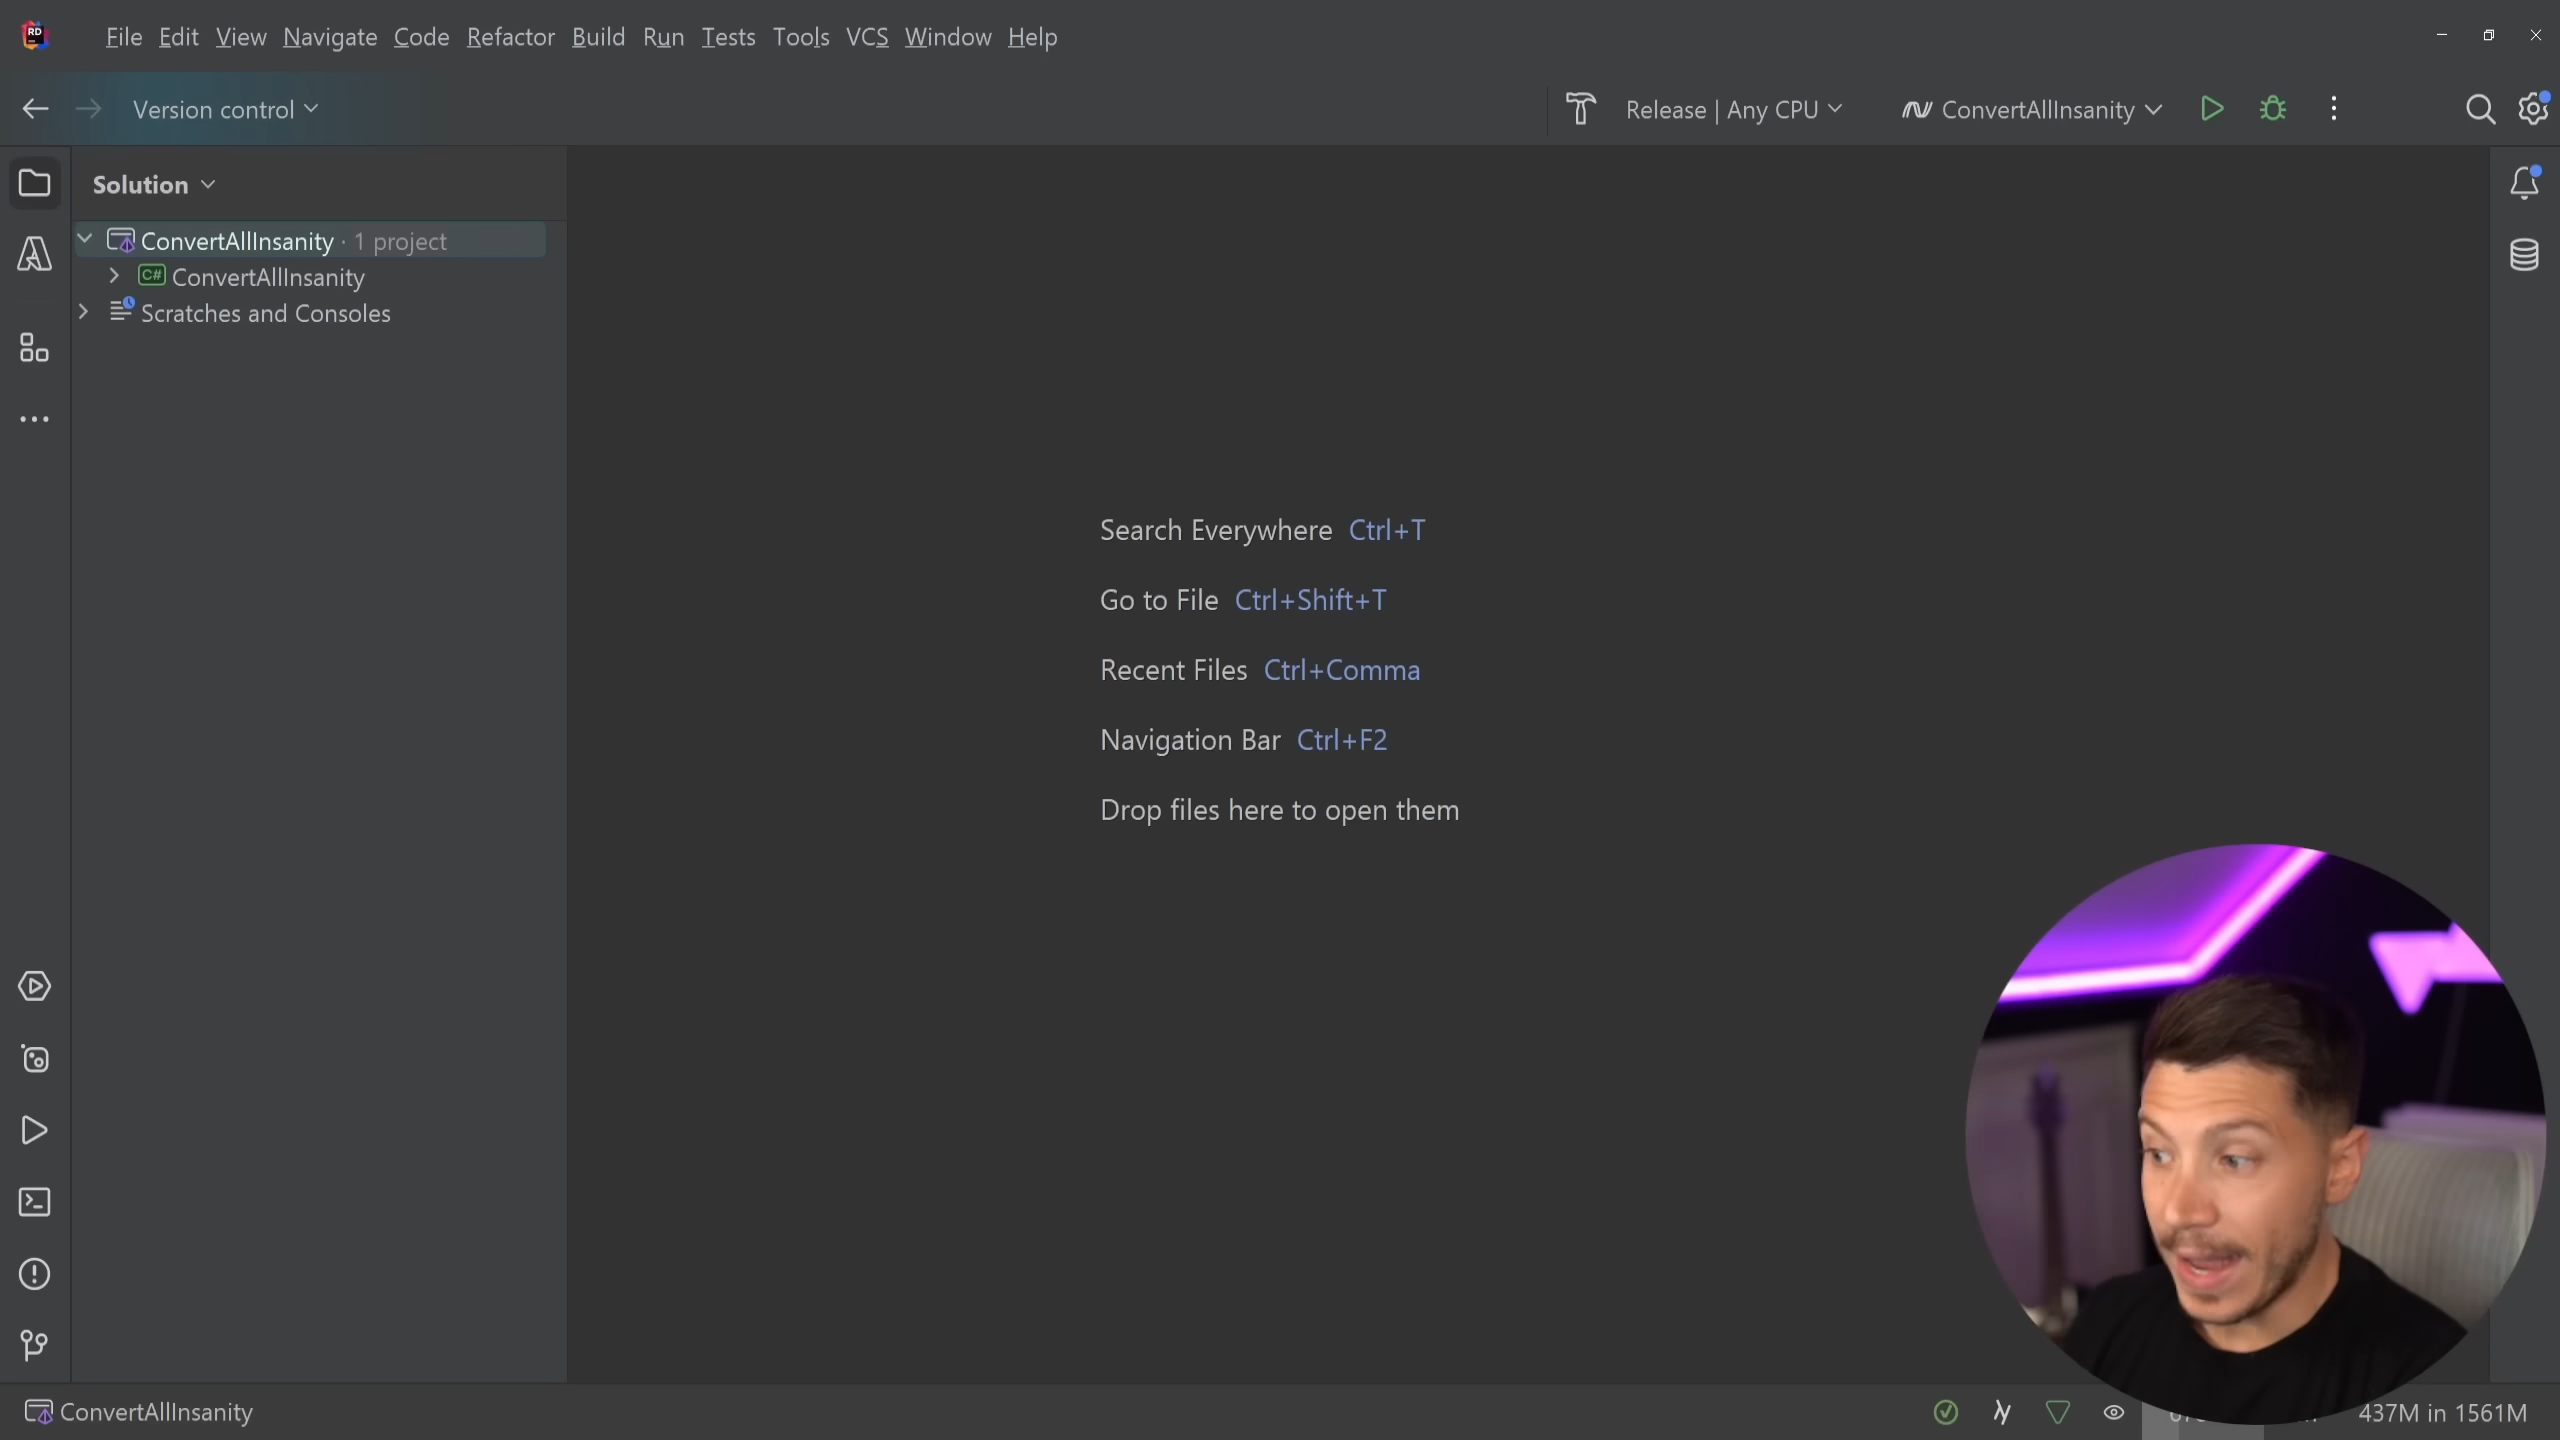 RD
File Edit View Navigate Code Refactor Build Run Tests Tools VCS Window Help
Version control
Release | Any CPU
ConvertAllInsanity
Solution
ConvertAllInsanity · 1 project
C# ConvertAllInsanity
Scratches and Consoles
Search Everywhere Ctrl+T
Go to File Ctrl+Shift+T
Recent Files Ctrl+Comma
Navigation Bar Ctrl+F2
Drop files here to open them
ConvertAllInsanity
437M in 1561M